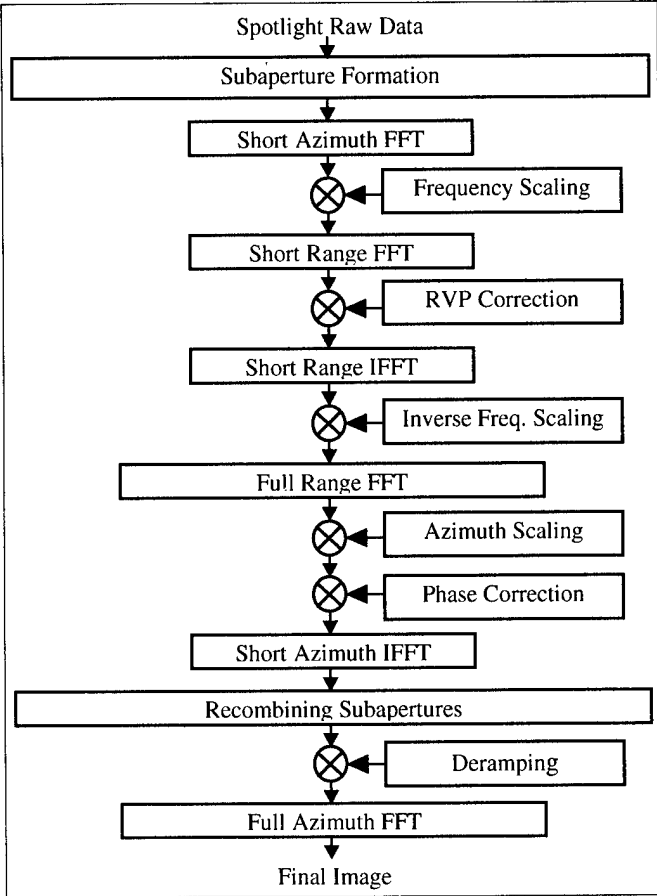 Spotlight Raw Data
Subaperture Formation
Short Azimuth FFT
Frequency Scaling
Short Range FFT
RVP Correction
Short Range IFFT
Inverse Freq. Scaling
Full Range FFT
Azimuth Scaling
Phase Correction
Short Azimuth IFFT
Recombining Subapertures
Deramping
Full Azimuth FFT
Final Image